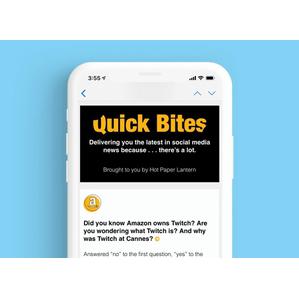 3:55
Quick Bites
Delivering you the latest in social media
news because . . . there's a lot.
Brought to you by Hot Paper Lantern
a
Did you know Amazon owns Twitch? Are
you wondering what Twitch is? And why
was Twitch at Cannes?
Answered "no" to the first question, "yes" to the